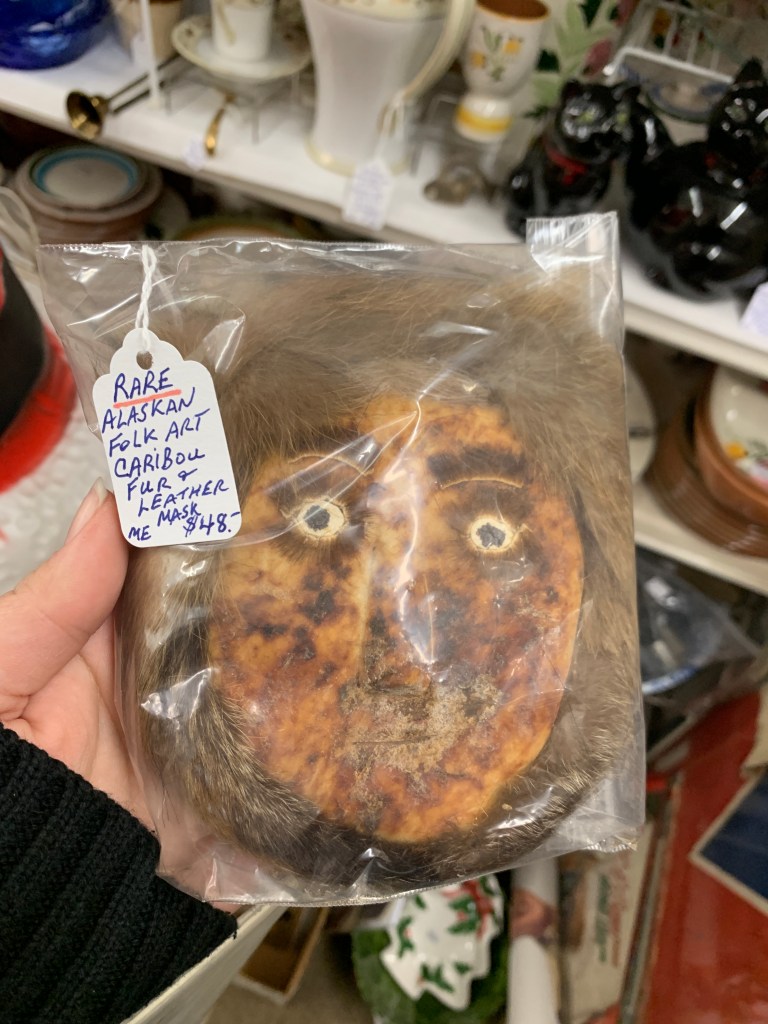 RARE
ALASKAN
FOLK ART
CARIBOU
FUR &
LEATHER
MASK
ME $48.-